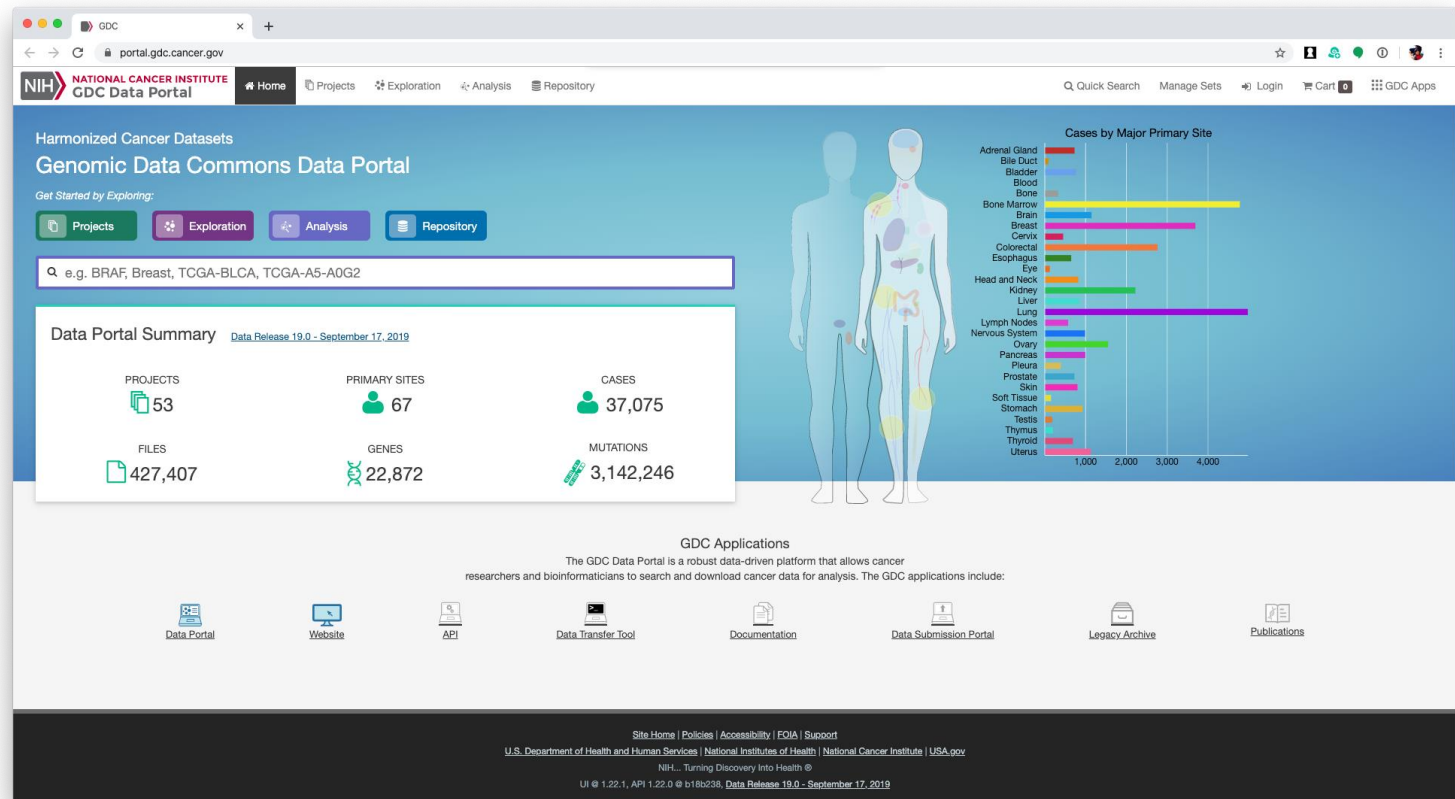 GDC
portal.gdc.cancer.gov
NIH NATIONAL CANCER INSTITUTE
GDC Data Portal
Home Projects Exploration Analysis Repository Quick Search Manage Sets Login Cart 0 GDC Apps
Harmonized Cancer Datasets
Genomic Data Commons Data Portal
Get Started by Exploring:
Projects Exploration Analysis Repository
e.g. BRAF, Breast, TCGA-BLCA, TCGA-A5-A0G2
Data Portal Summary Data Release 19.0 - September 17, 2019
PROJECTS PRIMARY SITES CASES
53 67 37,075
FILES GENES MUTATIONS
427,407 22,872 3,142,246
Cases by Major Primary Site
Adrenal Gland
Bile Duct
Bladder
Blood
Bone
Bone Marrow
Brain
Breast
Cervix
Colorectal
Esophagus
Eye
Head and Neck
Kidney
Liver
Lung
Lymph Nodes
Nervous System
Ovary
Pancreas
Pleura
Prostate
Skin
Soft Tissue
Stomach
Testis
Thymus
Thyroid
Uterus
1,000 2,000 3,000 4,000
GDC Applications
The GDC Data Portal is a robust data-driven platform that allows cancer
researchers and bioinformaticians to search and download cancer data for analysis. The GDC applications include:
Data Portal Website API Data Transfer Tool Documentation Data Submission Portal Legacy Archive Publications
Site Home | Policies | Accessibility | FOIA | Support
U.S. Department of Health and Human Services | National Institutes of Health | National Cancer Institute | USA.gov
NIH... Turning Discovery Into Health ®
UI @ 1.22.1, API 1.22.0 @ b18b238, Data Release 19.0 - September 17, 2019